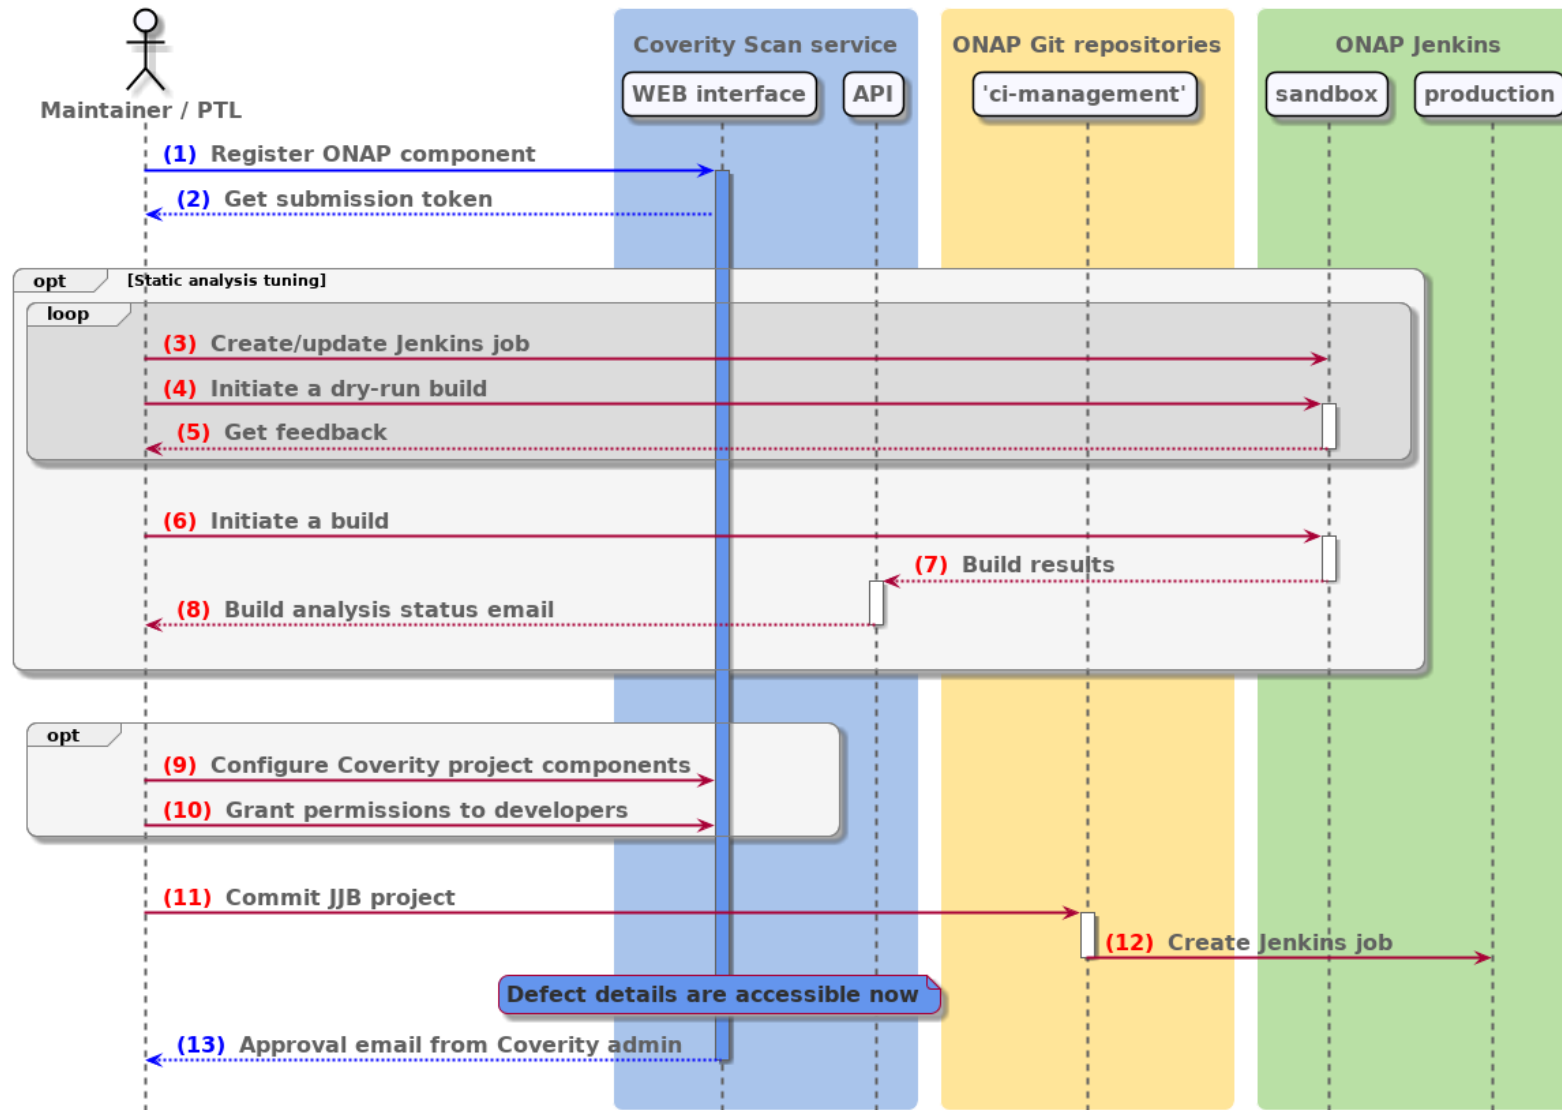 Coverity Scan service
ONAP Git repositories
ONAP Jenkins
Maintainer / PTL
WEB interface
API
'ci-management'
sandbox
production
(1) Register ONAP component
(2) Get submission token
opt [Static analysis tuning]
loop
(3) Create/update Jenkins job
(4) Initiate a dry-run build
(5) Get feedback
(6) Initiate a build
(7) Build results
(8) Build analysis status email
opt
(9) Configure Coverity project components
(10) Grant permissions to developers
(11) Commit JJB project
(12) Create Jenkins job
Defect details are accessible now
(13) Approval email from Coverity admin